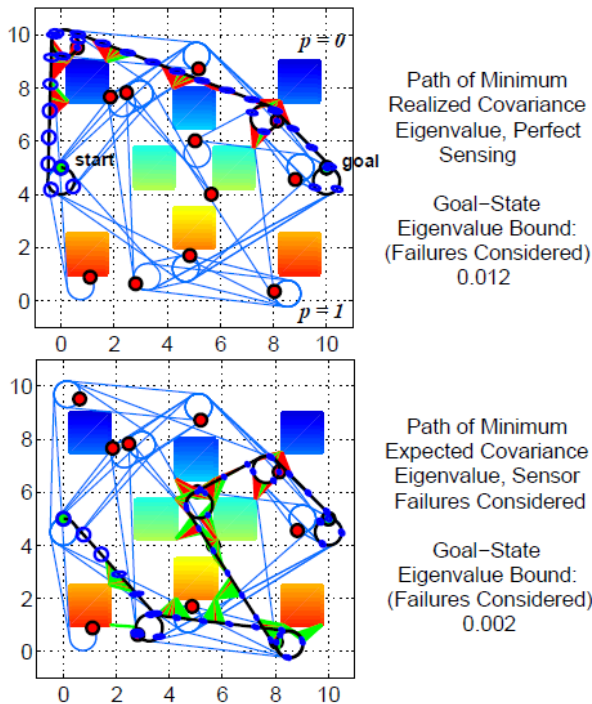 10
8
6
4
2
0
0 2 4 6 8 10
p = 0
start
goal
p = 1
Path of Minimum
Realized Covariance
Eigenvalue, Perfect
Sensing
Goal−State
Eigenvalue Bound:
(Failures Considered)
0.012
10
8
6
4
2
0
0 2 4 6 8 10
Path of Minimum
Expected Covariance
Eigenvalue, Sensor
Failures Considered
Goal−State
Eigenvalue Bound:
(Failures Considered)
0.002